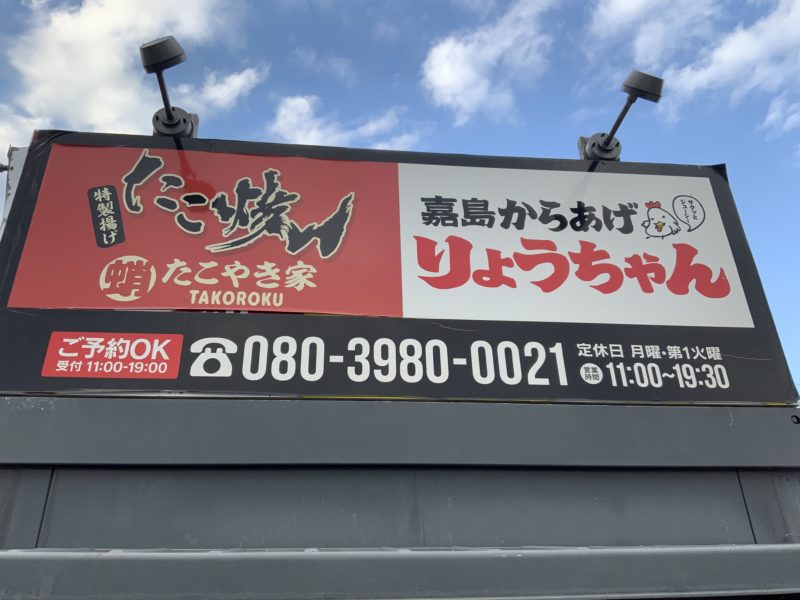 特製揚げ
たこ焼き
蛸
たこやき家
TAKOROKU
嘉島からあげ
サクッと
ジューシー
りょうちゃん
ご予約OK
受付 11:00-19:00
☎080-3980-0021
定休日 月曜・第1火曜
営業時間 11:00~19:30